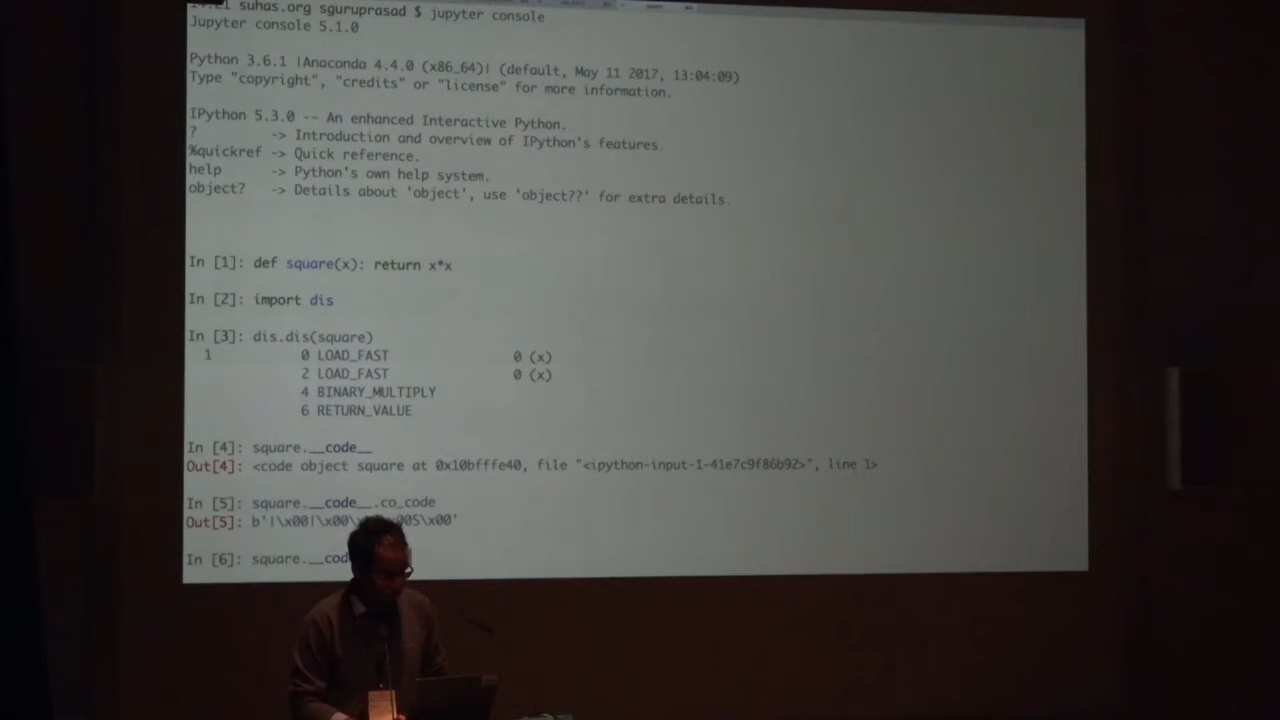 suhas.org sguruprasad $ jupyter console
Jupyter console 5.1.0
Python 3.6.1 |Anaconda 4.4.0 (x86_64)| (default, May 11 2017, 13:04:09)
Type "copyright", "credits" or "license" for more information.
IPython 5.3.0 -- An enhanced Interactive Python.
? -> Introduction and overview of IPython's features.
%quickref -> Quick reference.
help -> Python's own help system.
object? -> Details about 'object', use 'object??' for extra details.
In [1]: def square(x): return x*x
In [2]: import dis
In [3]: dis.dis(square)
1 0 LOAD_FAST 0 (x)
2 LOAD_FAST 0 (x)
4 BINARY_MULTIPLY
6 RETURN_VALUE
In [4]: square.__code__
Out[4]: <code object square at 0x10bfffe40, file "<ipython-input-1-41e7c9f86b92>", line 1>
In [5]: square.__code__.co_code
Out[5]: b'|\x00|\x00\x 00S\x00'
In [6]: square.__cod